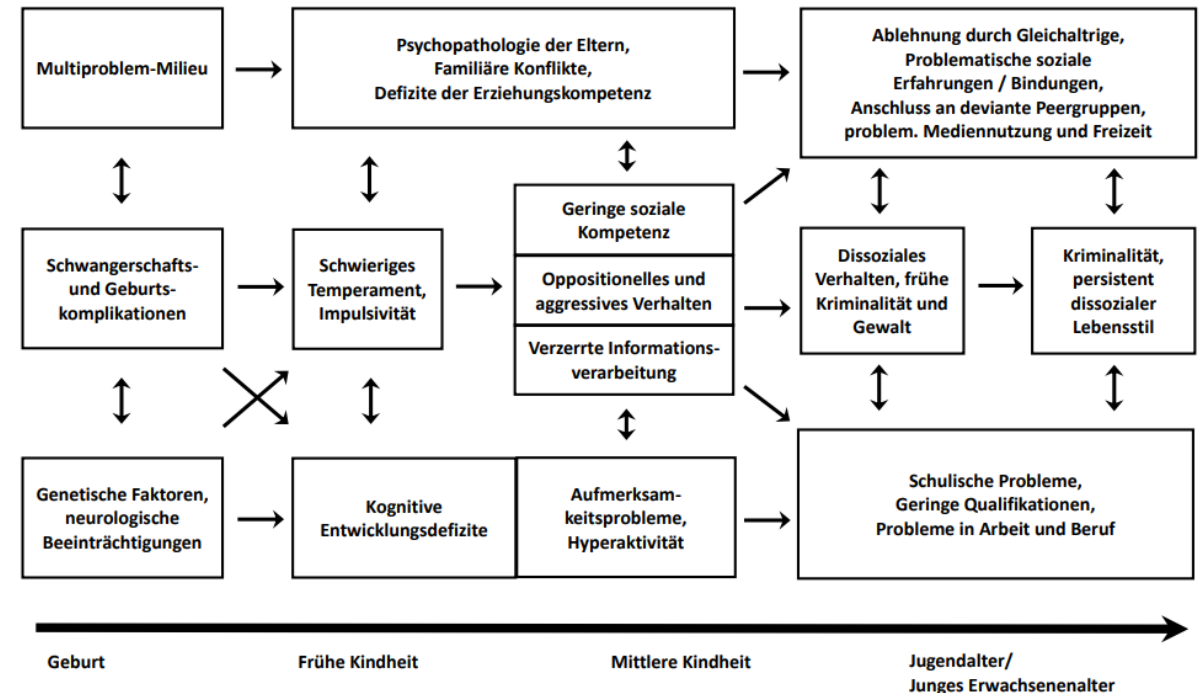 Multiproblem-Milieu
Psychopathologie der Eltern,
Familiäre Konflikte,
Defizite der Erziehungskompetenz
Ablehnung durch Gleichaltrige,
Problematische soziale
Erfahrungen / Bindungen,
Anschluss an deviante Peergruppen,
problem. Mediennutzung und Freizeit
Schwangerschafts-
und Geburts-
komplikationen
Schwieriges
Temperament,
Impulsivität
Geringe soziale
Kompetenz
Oppositionelles und
aggressives Verhalten
Verzerrte Informations-
verarbeitung
Dissoziales
Verhalten, frühe
Kriminalität und
Gewalt
Kriminalität,
persistent
dissozialer
Lebensstil
Genetische Faktoren,
neurologische
Beeinträchtigungen
Kognitive
Entwicklungsdefizite
Aufmerksam-
keitsprobleme,
Hyperaktivität
Schulische Probleme,
Geringe Qualifikationen,
Probleme in Arbeit und Beruf
Geburt
Frühe Kindheit
Mittlere Kindheit
Jugendalter/
Junges Erwachsenenalter